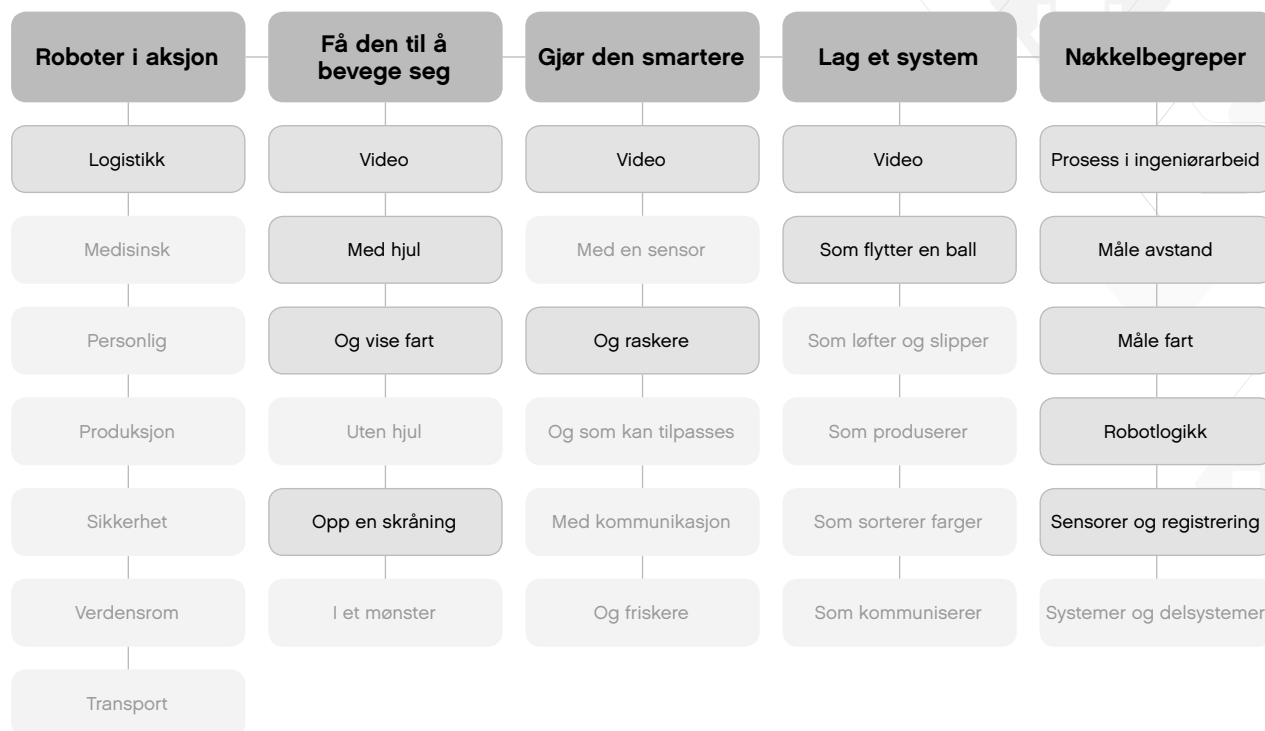 Roboter i aksjon
Få den til å
bevege seg
Gjør den smartere
Lag et system
Nøkkelbegreper
Logistikk
Video
Video
Video
Prosess i ingeniørarbeid
Medisinsk
Med hjul
Med en sensor
Som flytter en ball
Måle avstand
Personlig
Og vise fart
Og raskere
Som løfter og slipper
Måle fart
Produksjon
Uten hjul
Og som kan tilpasses
Som produserer
Robotlogikk
Sikkerhet
Opp en skråning
Med kommunikasjon
Som sorterer farger
Sensorer og registrering
Verdensrom
I et mønster
Og friskere
Som kommuniserer
Systemer og delsystemer
Transport